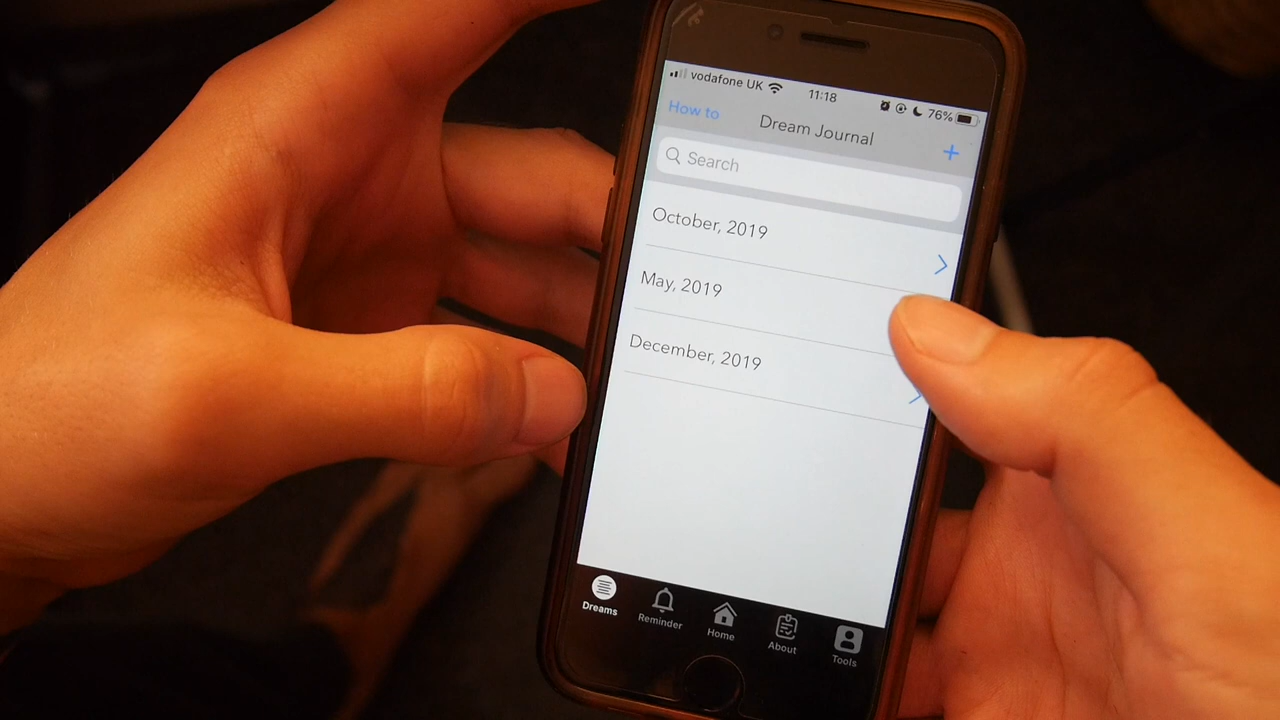 vodafone UK 11:18 76%
How to Dream Journal +
Search
October, 2019
May, 2019
December, 2019
Dreams Reminder Home About Tools